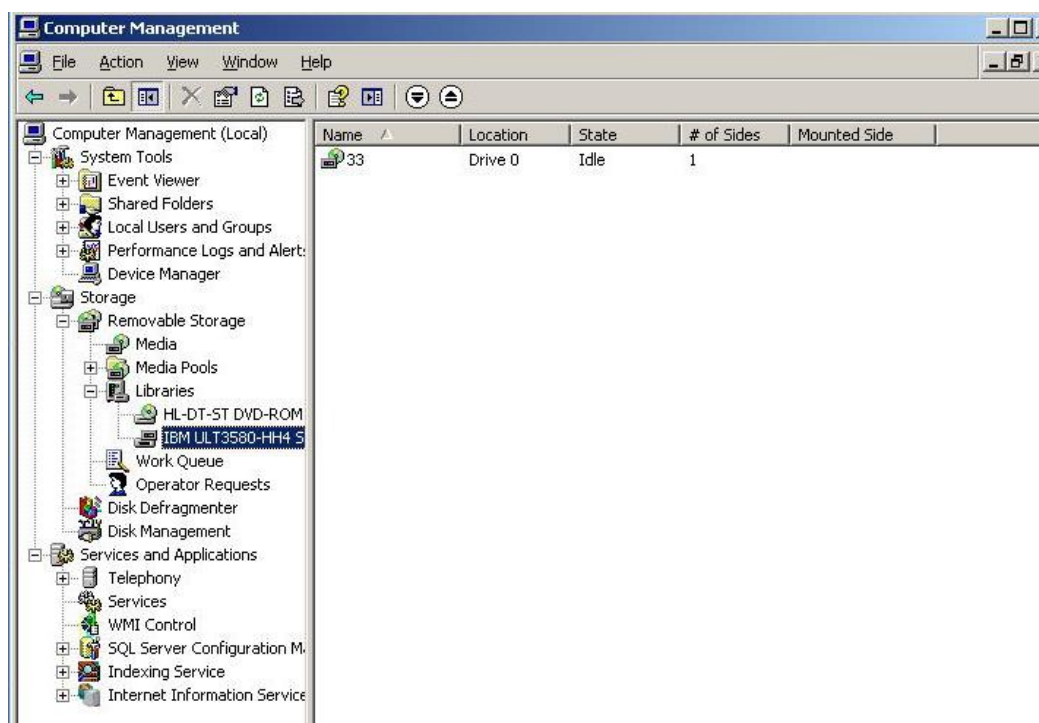 Computer Management
File Action View Window Help
Computer Management (Local)
System Tools
Event Viewer
Shared Folders
Local Users and Groups
Performance Logs and Alert
Device Manager
Storage
Removable Storage
Media
Media Pools
Libraries
HL-DT-ST DVD-ROM
IBM ULT3580-HH4 S
Work Queue
Operator Requests
Disk Defragmenter
Disk Management
Services and Applications
Telephony
Services
WMI Control
SQL Server Configuration M
Indexing Service
Internet Information Service
Name Location State # of Sides Mounted Side
33 Drive 0 Idle 1